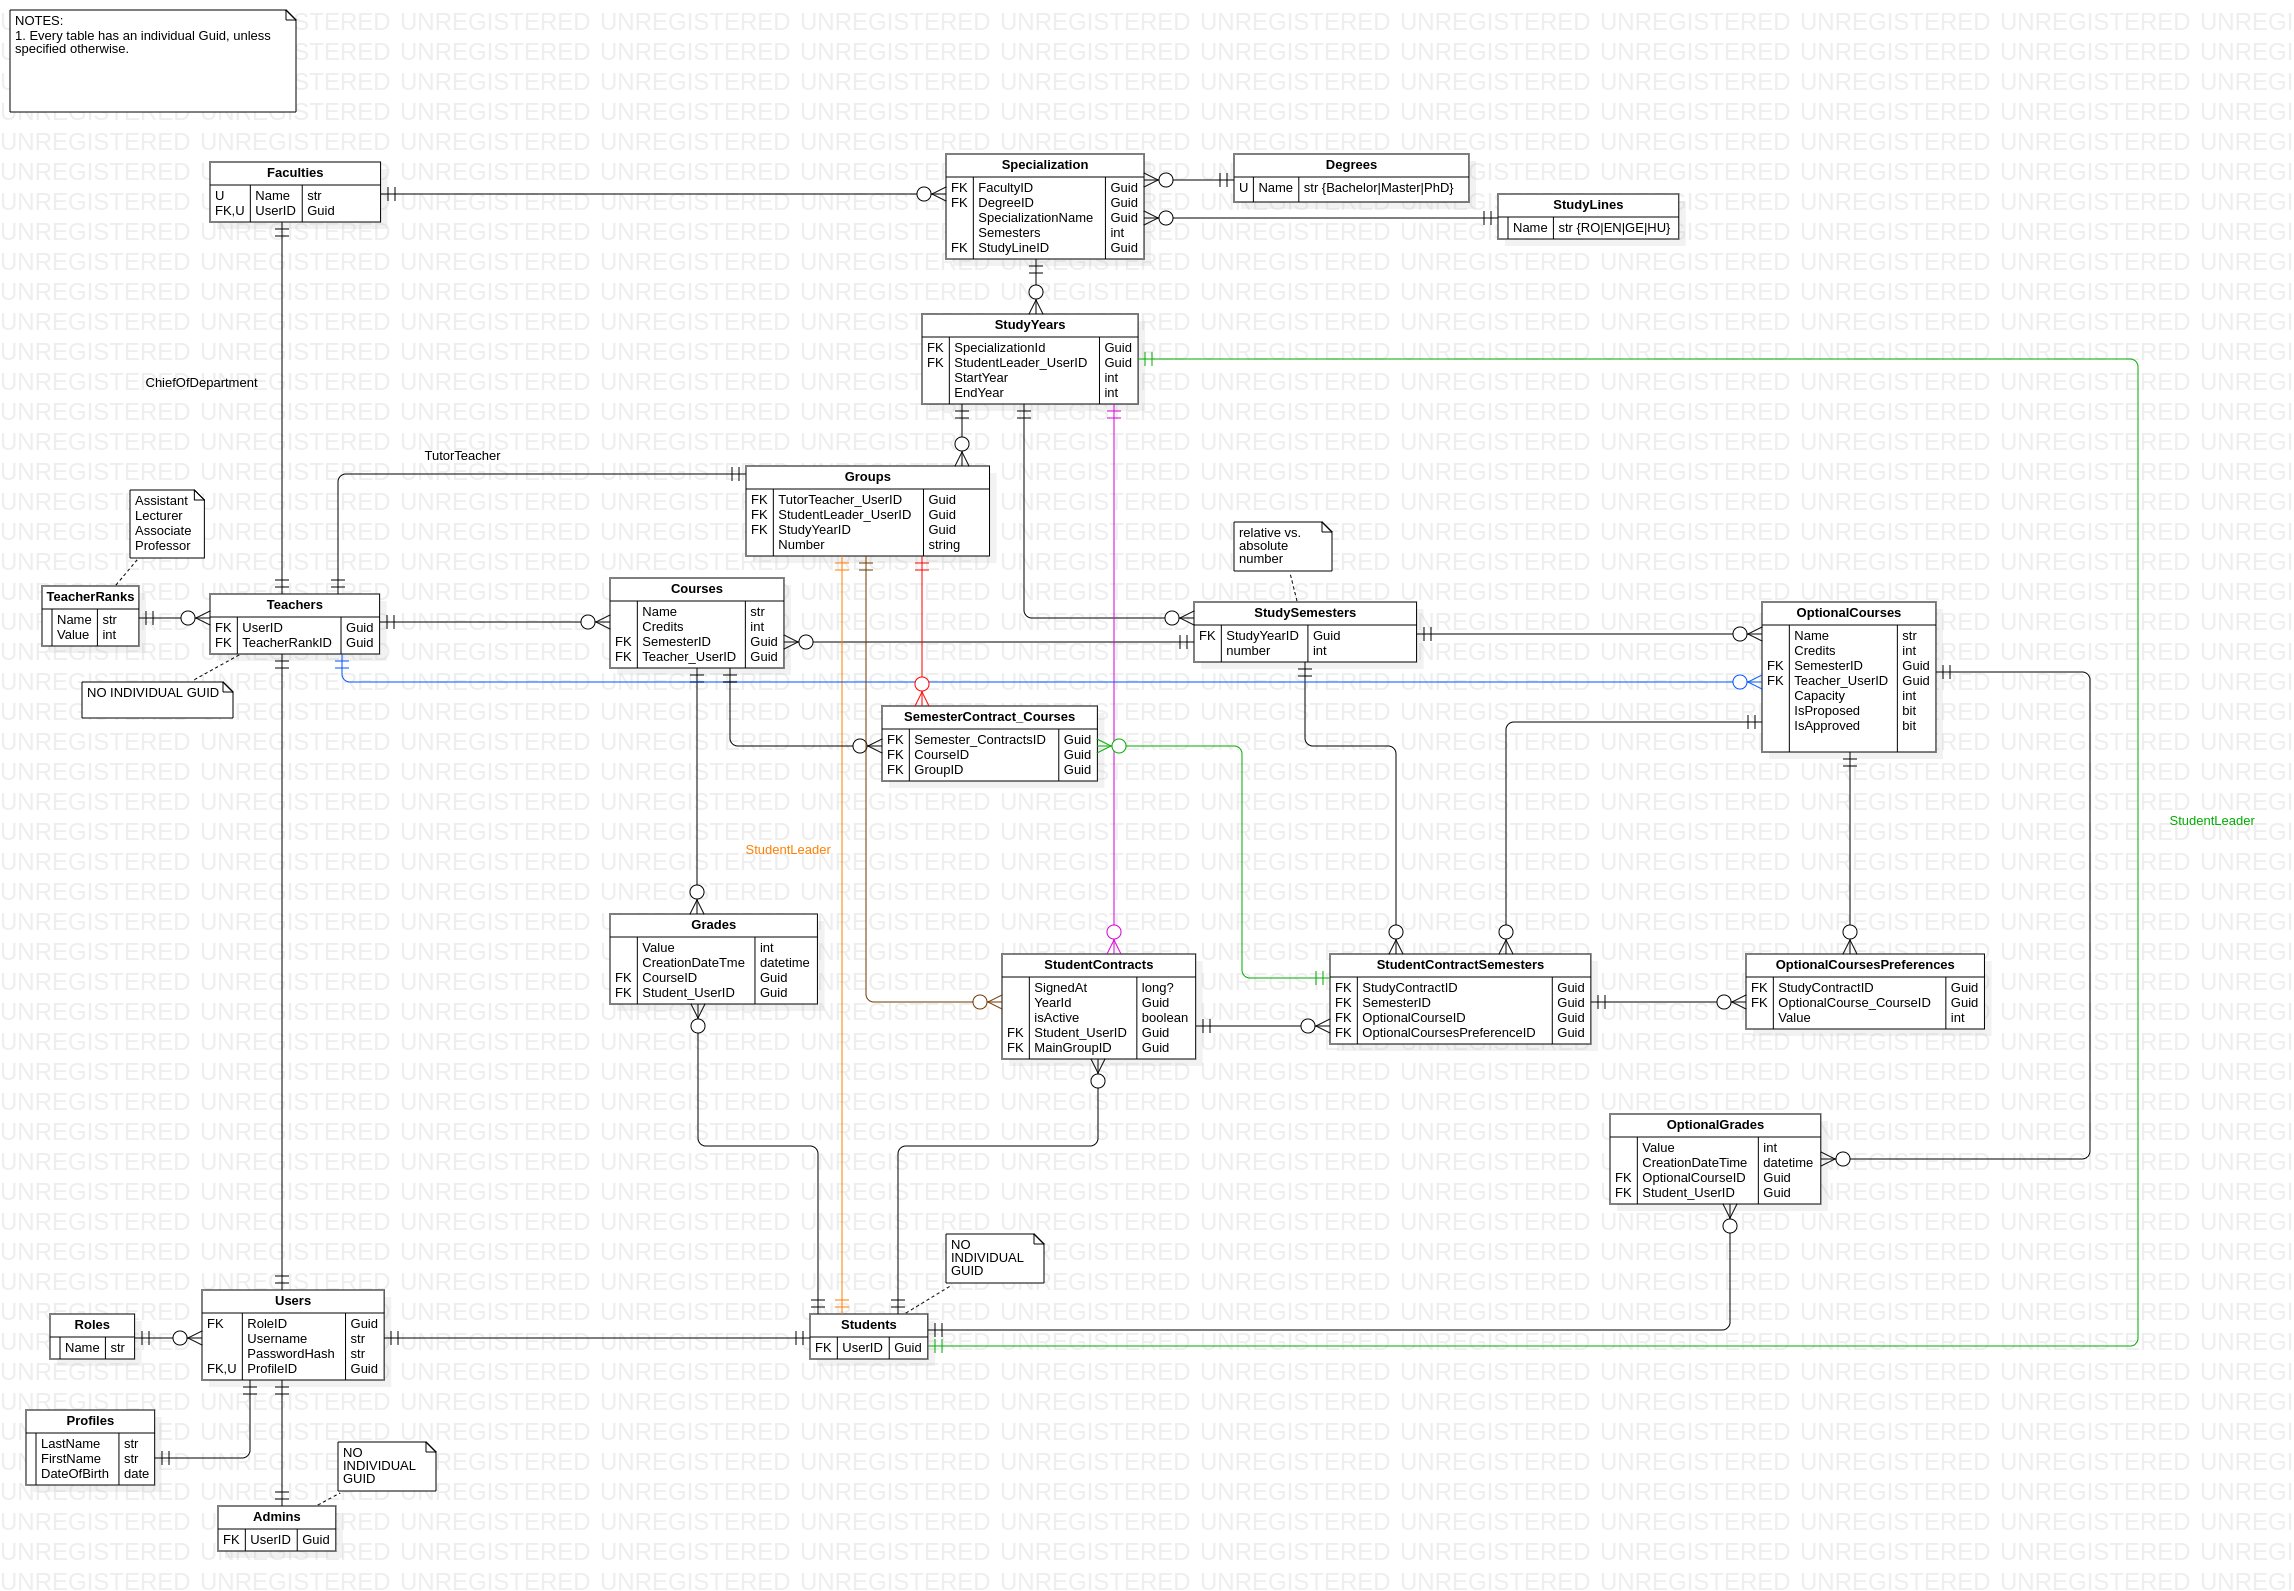 NOTES:
1. Every table has an individual Guid, unless
specified otherwise.
Faculties
U Name str
FK,U UserID Guid
Specialization
FK FacultyID Guid
FK DegreeID Guid
SpecializationName Guid
Semesters int
FK StudyLineID Guid
Degrees
U Name str {Bachelor|Master|PhD}
StudyLines
Name str {RO|EN|GE|HU}
StudyYears
FK SpecializationId Guid
FK StudentLeader_UserID Guid
StartYear int
EndYear int
ChiefOfDepartment
TutorTeacher
Groups
FK TutorTeacher_UserID Guid
FK StudentLeader_UserID Guid
FK StudyYearID Guid
Number string
Assistant
Lecturer
Associate
Professor
relative vs.
absolute
number
TeacherRanks
Name str
Value int
Teachers
FK UserID Guid
FK TeacherRankID Guid
NO INDIVIDUAL GUID
Courses
Name str
Credits int
FK SemesterID Guid
FK Teacher_UserID Guid
StudySemesters
FK StudyYearID Guid
number int
OptionalCourses
Name str
Credits int
FK SemesterID Guid
FK Teacher_UserID Guid
Capacity int
IsProposed bit
IsApproved bit
SemesterContract_Courses
FK Semester_ContractsID Guid
FK CourseID Guid
FK GroupID Guid
StudentLeader
StudentLeader
Grades
Value int
CreationDateTme datetime
FK CourseID Guid
FK Student_UserID Guid
StudentContracts
SignedAt long?
YearId Guid
isActive boolean
FK Student_UserID Guid
FK MainGroupID Guid
StudentContractSemesters
FK StudyContractID Guid
FK SemesterID Guid
FK OptionalCourseID Guid
FK OptionalCoursesPreferenceID Guid
OptionalCoursesPreferences
FK StudyContractID Guid
FK OptionalCourse_CourseID Guid
Value int
OptionalGrades
Value int
CreationDateTime datetime
FK OptionalCourseID Guid
FK Student_UserID Guid
NO
INDIVIDUAL
GUID
Roles
Name str
Users
FK RoleID Guid
Username str
PasswordHash str
FK,U ProfileID Guid
Students
FK UserID Guid
Profiles
LastName str
FirstName str
DateOfBirth date
NO
INDIVIDUAL
GUID
Admins
FK UserID Guid